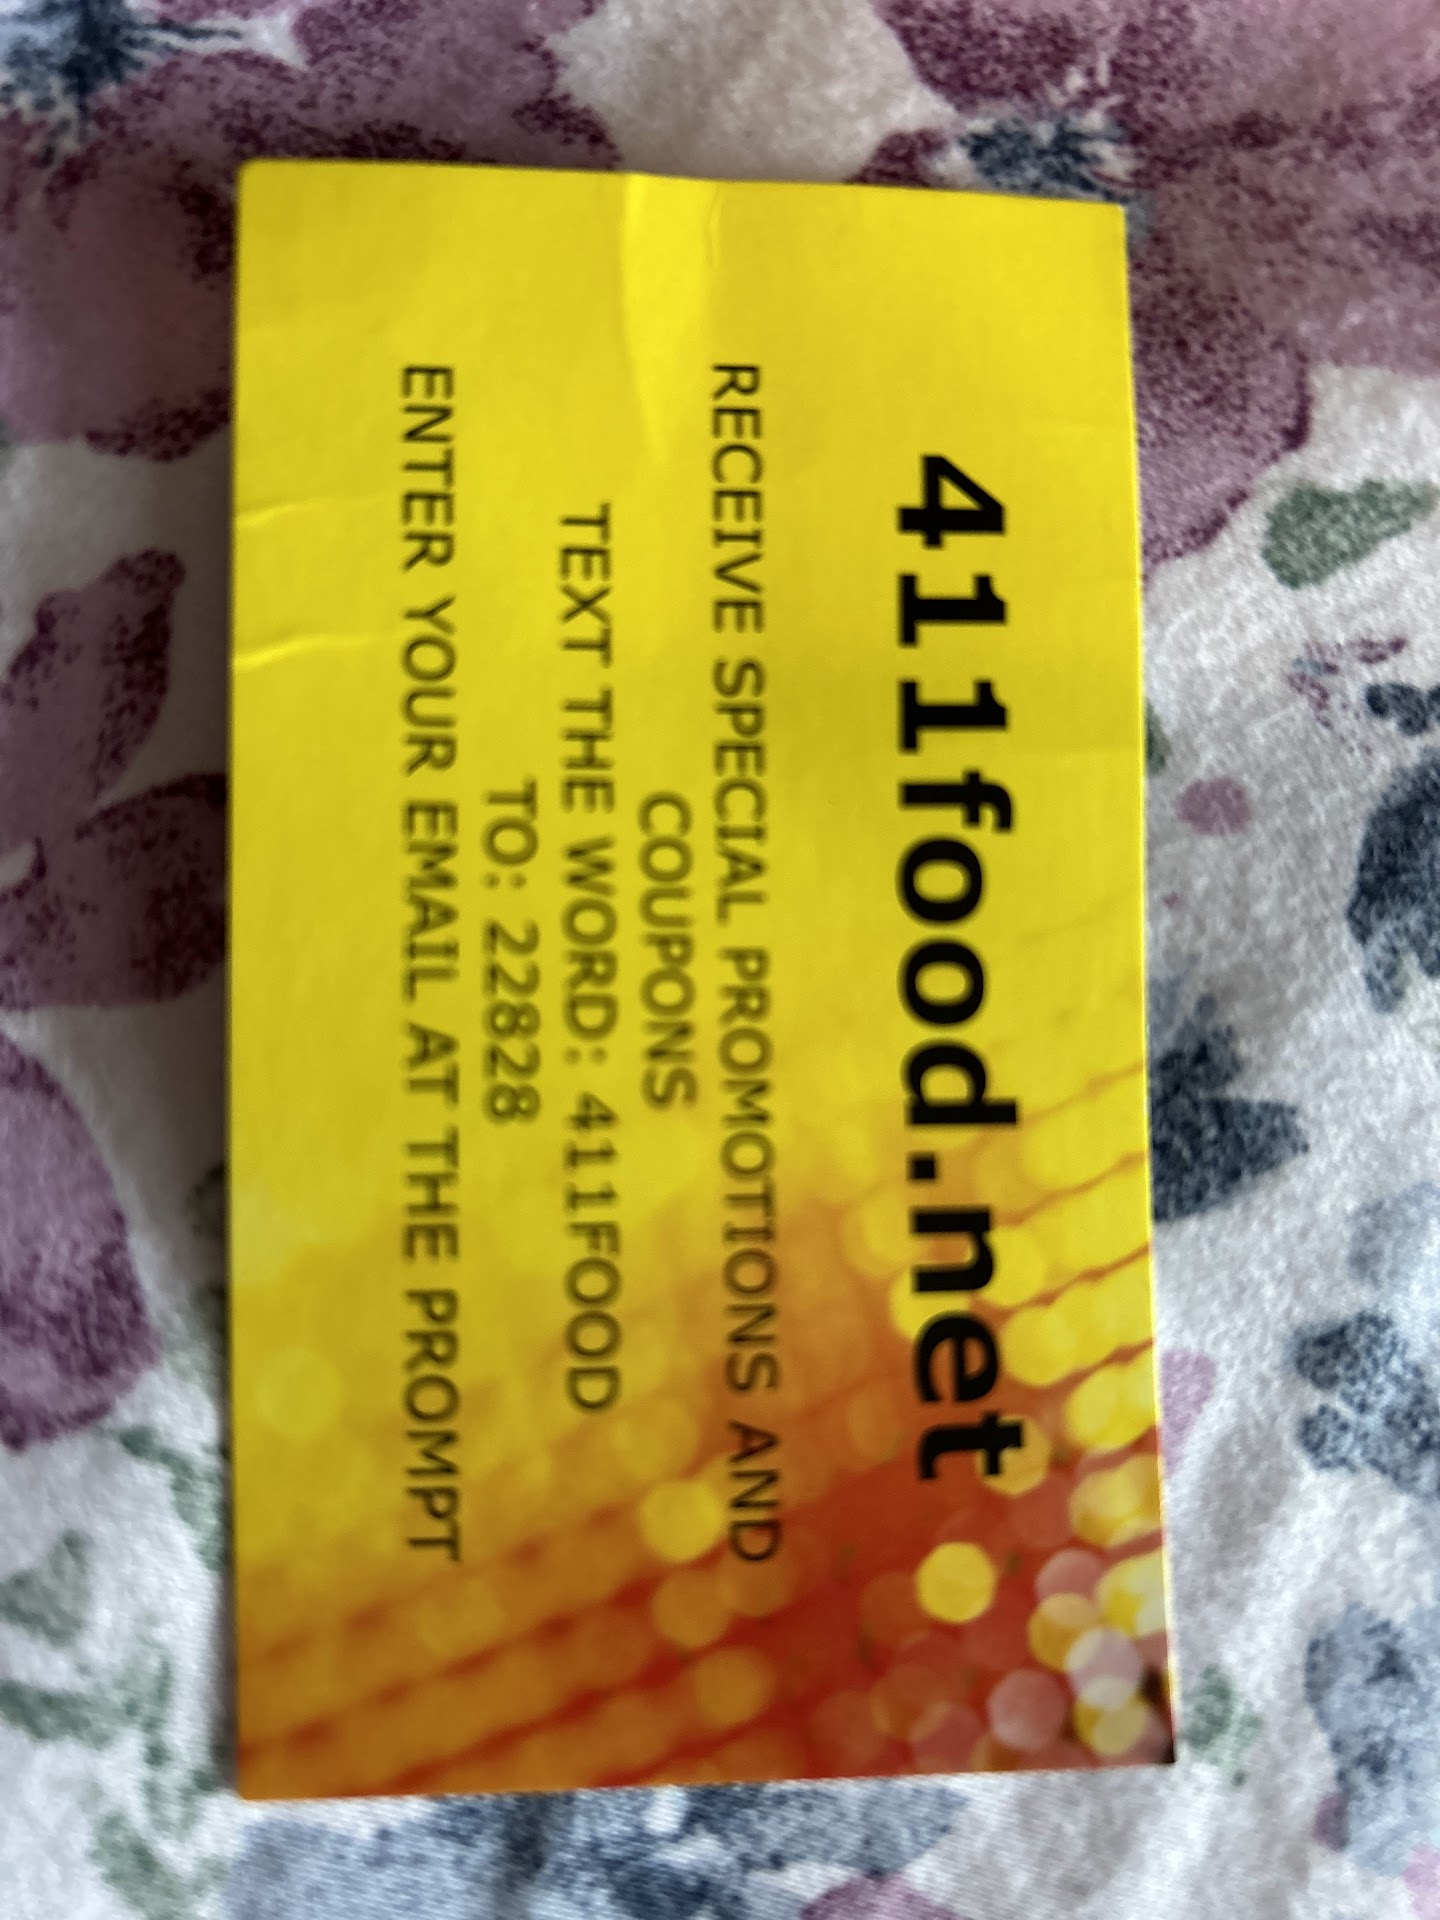 411food.net
RECEIVE SPECIAL PROMOTIONS AND
COUPONS
TEXT THE WORD: 411FOOD
TO: 22828
ENTER YOUR EMAIL AT THE PROMPT